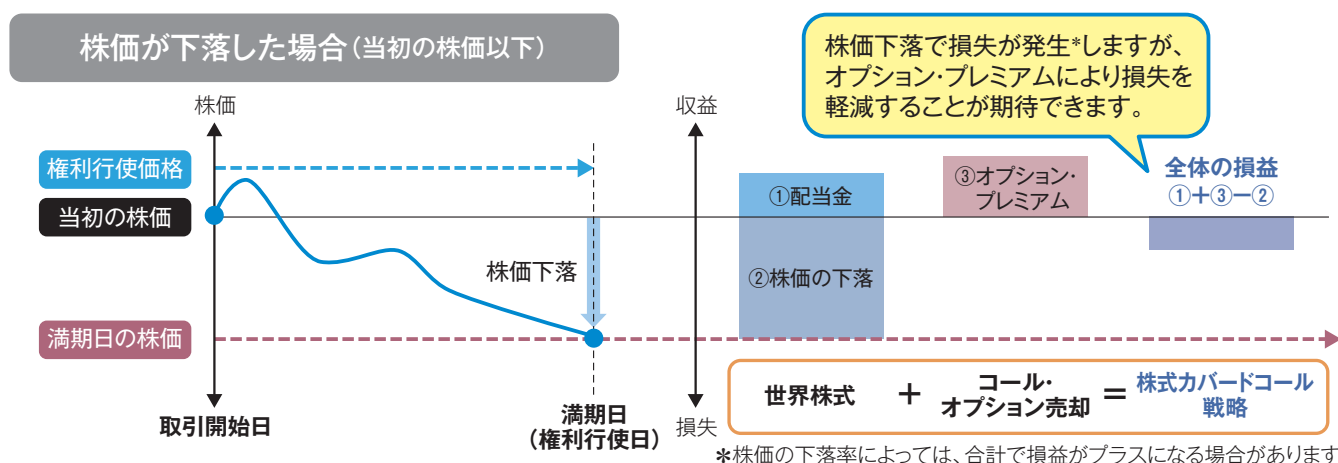 株価が下落した場合(当初の株価以下)
株価下落で損失が発生*しますが、
オプション・プレミアムにより損失を
軽減することが期待できます。
株価
収益
権利行使価格
当初の株価
満期日の株価
株価下落
取引開始日
満期日
(権利行使日)
損失
①配当金
②株価の下落
③オプション・
プレミアム
全体の損益
①+③-②
世界株式
+
コール・
オプション売却
=
株式カバードコール
戦略
*株価の下落率によっては、合計で損益がプラスになる場合があります